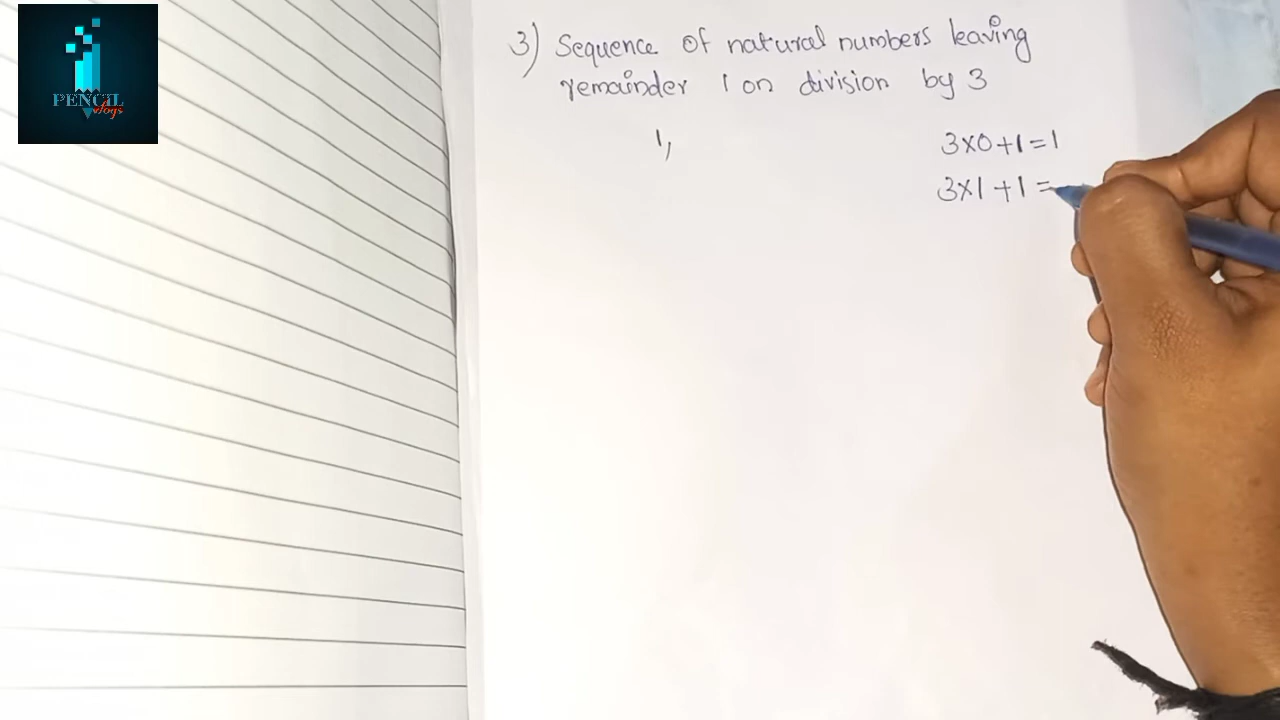 PENCIL
vlogs
3) Sequence of natural numbers leaving
remainder 1 on division by 3
1,
3×0+1=1
3×1+1=